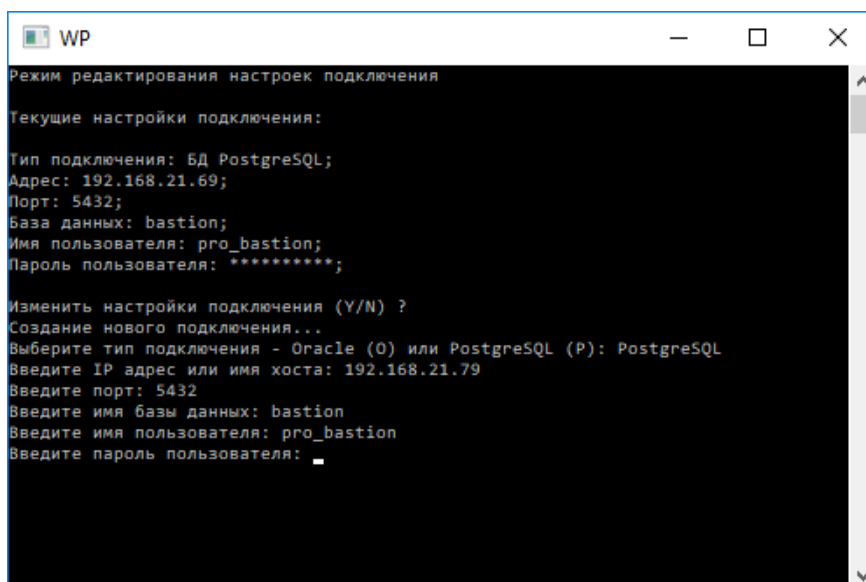 WP
Режим редактирования настроек подключения
Текущие настройки подключения:
Тип подключения: БД PostgreSQL;
Адрес: 192.168.21.69;
Порт: 5432;
База данных: bastion;
Имя пользователя: pro_bastion;
Пароль пользователя: **********;
Изменить настройки подключения (Y/N) ?
Создание нового подключения...
Выберите тип подключения - Oracle (O) или PostgreSQL (P): PostgreSQL
Введите IP адрес или имя хоста: 192.168.21.79
Введите порт: 5432
Введите имя базы данных: bastion
Введите имя пользователя: pro_bastion
Введите пароль пользователя: